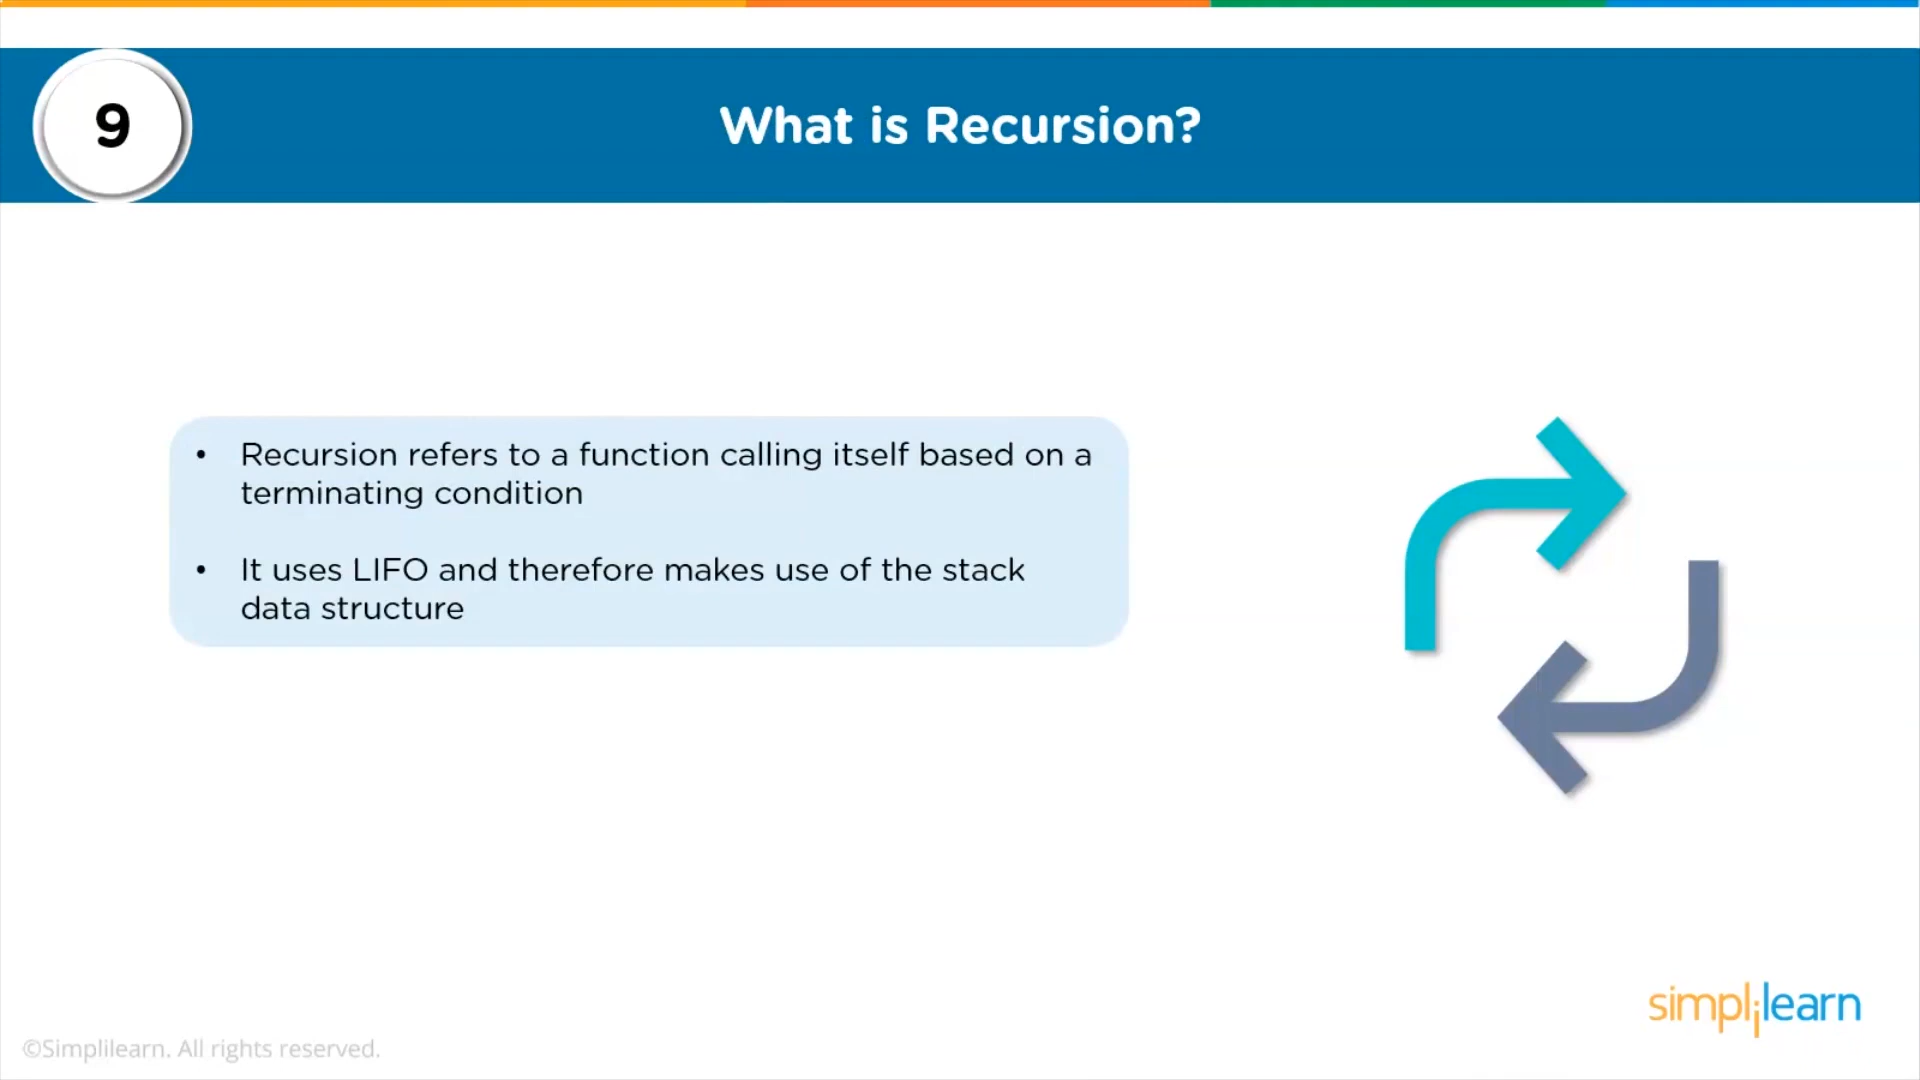 9
What is Recursion?
• Recursion refers to a function calling itself based on a
terminating condition
• It uses LIFO and therefore makes use of the stack
data structure
simplilearn
©Simplilearn. All rights reserved.